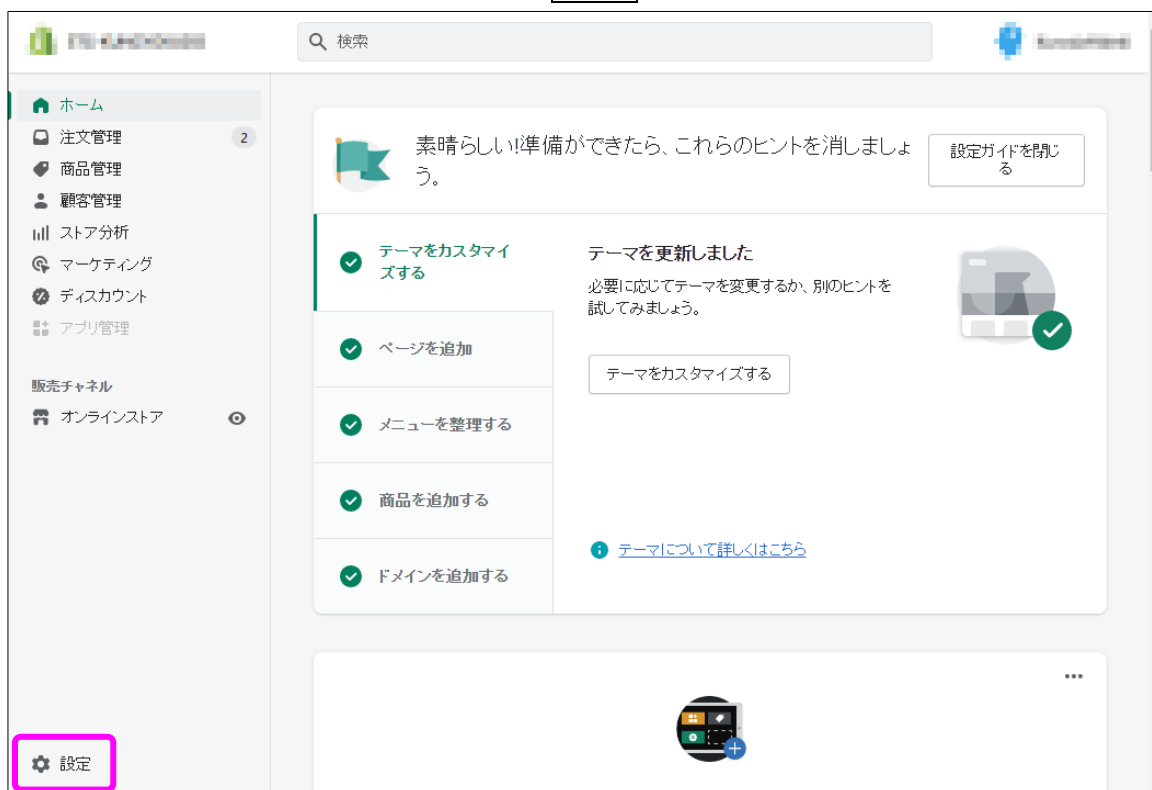 検索
ホーム
注文管理 2
商品管理
顧客管理
ストア分析
マーケティング
ディスカウント
アプリ管理
販売チャネル
オンラインストア
設定
素晴らしい!準備ができたら、これらのヒントを消しましょ
う。
設定ガイドを閉じ
る
テーマをカスタマイ
ズする
ページを追加
メニューを整理する
商品を追加する
ドメインを追加する
テーマを更新しました
必要に応じてテーマを変更するか、別のヒントを
試してみましょう。
テーマをカスタマイズする
テーマについて詳しくはこちら